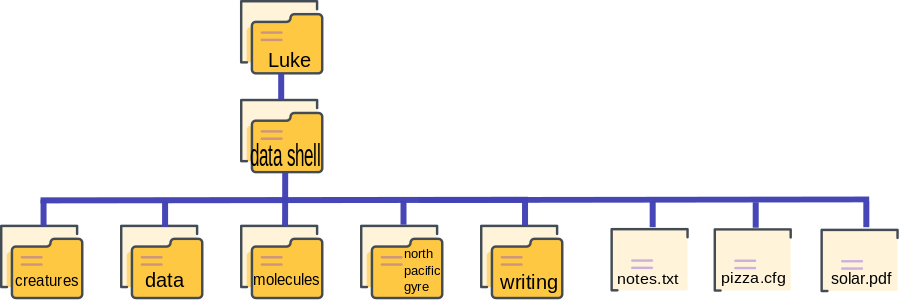 Luke
data shell
creatures
data
molecules
north
pacific
gyre
writing
notes.txt
pizza.cfg
solar.pdf